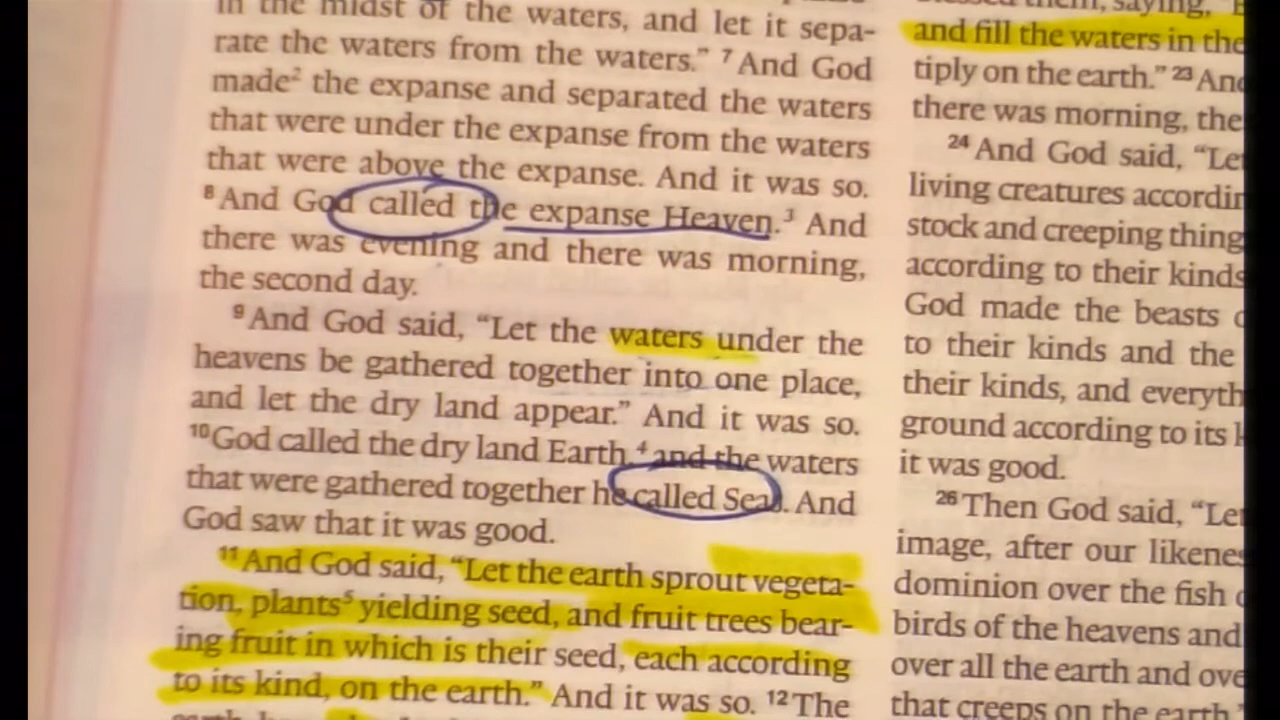 in the midst of the waters, and let it sepa-
rate the waters from the waters.” 7 And God
made2 the expanse and separated the waters
that were under the expanse from the waters
that were above the expanse. And it was so.
8 And God called the expanse Heaven.3 And
there was evening and there was morning,
the second day.
9 And God said, “Let the waters under the
heavens be gathered together into one place,
and let the dry land appear.” And it was so.
10 God called the dry land Earth,4 and the waters
that were gathered together he called Seas. And
God saw that it was good.
11 And God said, “Let the earth sprout vegeta-
tion, plants5 yielding seed, and fruit trees bear-
ing fruit in which is their seed, each according
to its kind, on the earth.” And it was so. 12 The
blessed them, saying, “
and fill the waters in the
tiply on the earth.” 23 And
there was morning, the
24 And God said, “Let
living creatures accordin
stock and creeping thing
according to their kinds
God made the beasts
to their kinds and the
their kinds, and everyth
ground according to its
it was good.
26 Then God said, “Let
image, after our likenes
dominion over the fish
birds of the heavens and
over all the earth and ove
that creeps on the earth.”